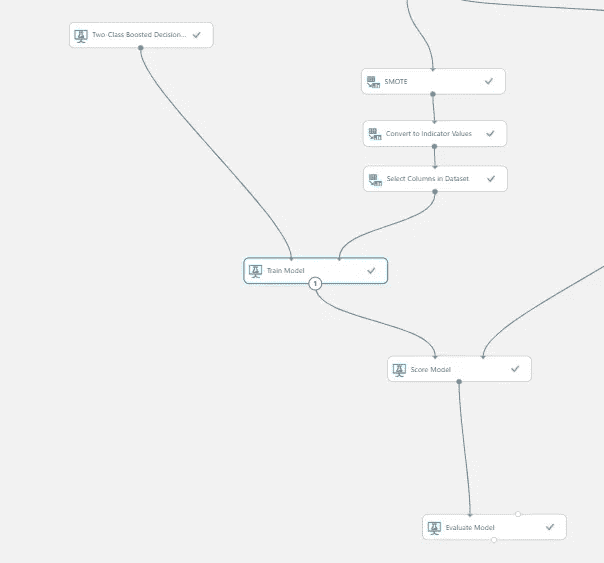 Two-Class Boosted Decision...
SMOTE
Convert to Indicator Values
Select Columns in Dataset
Train Model
1
Score Model
Evaluate Model